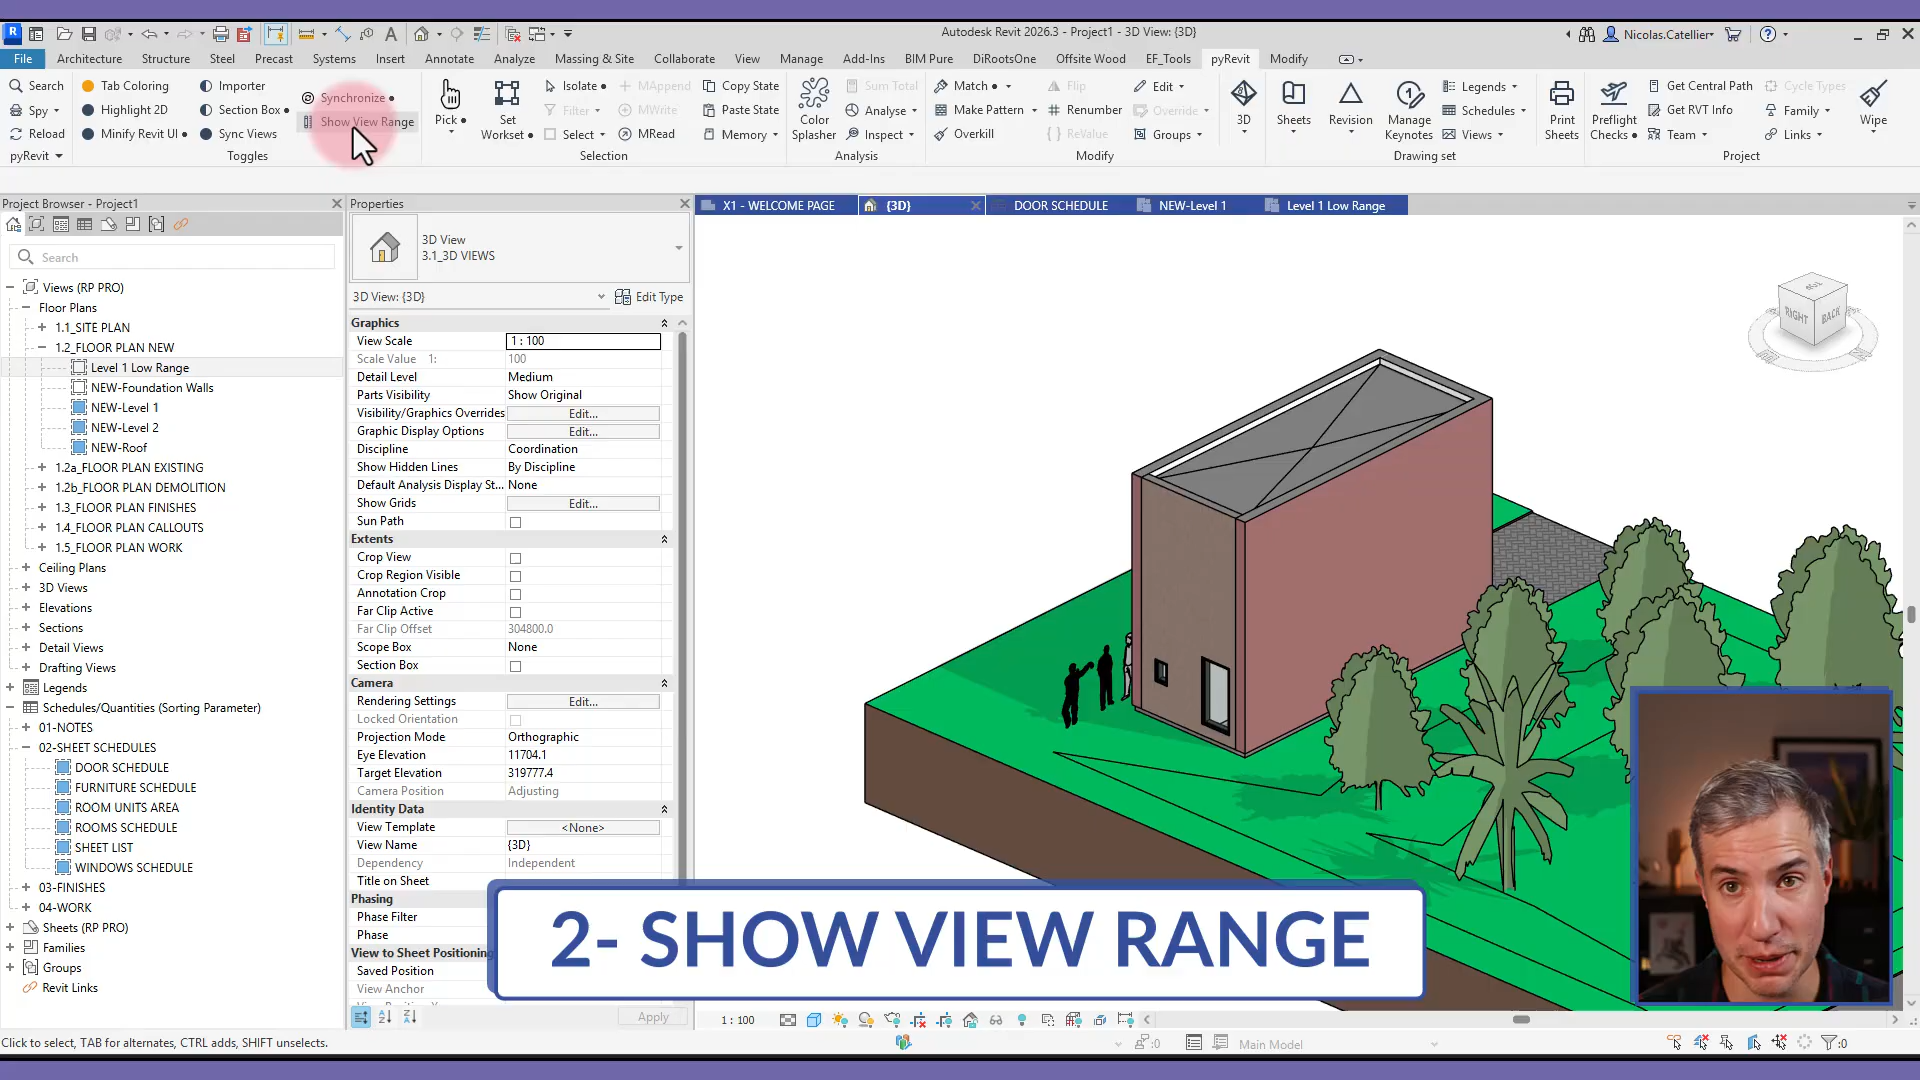 Autodesk Revit 2026.3 - Project1 - 3D View: {3D}
Nicolas.Catellier
File Architecture Structure Steel Precast Systems Insert Annotate Analyze Massing & Site Collaborate View Manage Add-Ins BIM Pure DiRootsOne Offsite Wood EF_Tools pyRevit Modify
Search Tab Coloring Importer Synchronize
Spy Highlight 2D Section Box Show View Range
Reload Minify Revit UI Sync Views
pyRevit Toggles
Pick Set Workset
Isolate MAppend Copy State
Filter MWrite Paste State
Select MRead Memory
Selection
Color Splasher
Sum Total
Analyse
Inspect
Analysis
Match Flip Edit
Make Pattern Renumber Override
Overkill ReValue Groups
Modify
3D Sheets Revision Manage Keynotes
Legends
Schedules
Views
Drawing set
Print Sheets Preflight Checks
Get Central Path Cycle Types
Get RVT Info Family
Team Links
Wipe
Project
Project Browser - Project1
Search
Views (RP PRO)
Floor Plans
1.1_SITE PLAN
1.2_FLOOR PLAN NEW
Level 1 Low Range
NEW-Foundation Walls
NEW-Level 1
NEW-Level 2
NEW-Roof
1.2a_FLOOR PLAN EXISTING
1.2b_FLOOR PLAN DEMOLITION
1.3_FLOOR PLAN FINISHES
1.4_FLOOR PLAN CALLOUTS
1.5_FLOOR PLAN WORK
Ceiling Plans
3D Views
Elevations
Sections
Detail Views
Drafting Views
Legends
Schedules/Quantities (Sorting Parameter)
01-NOTES
02-SHEET SCHEDULES
DOOR SCHEDULE
FURNITURE SCHEDULE
ROOM UNITS AREA
ROOMS SCHEDULE
SHEET LIST
WINDOWS SCHEDULE
03-FINISHES
04-WORK
Sheets (RP PRO)
Families
Groups
Revit Links
Properties
3D View
3.1_3D VIEWS
3D View: {3D} Edit Type
Graphics
View Scale 1 : 100
Scale Value 1: 100
Detail Level Medium
Parts Visibility Show Original
Visibility/Graphics Overrides Edit...
Graphic Display Options Edit...
Discipline Coordination
Show Hidden Lines By Discipline
Default Analysis Display St... None
Show Grids Edit...
Sun Path
Extents
Crop View
Crop Region Visible
Annotation Crop
Far Clip Active
Far Clip Offset 304800.0
Scope Box None
Section Box
Camera
Rendering Settings Edit...
Locked Orientation
Projection Mode Orthographic
Eye Elevation 11704.1
Target Elevation 319777.4
Camera Position Adjusting
Identity Data
View Template <None>
View Name {3D}
Dependency Independent
Title on Sheet
Phasing
Phase Filter
Phase
View to Sheet Positioning
Saved Position
View Anchor
Apply
X1 - WELCOME PAGE {3D} DOOR SCHEDULE NEW-Level 1 Level 1 Low Range
TOP
RIGHT BACK
2- SHOW VIEW RANGE
1 : 100
Click to select, TAB for alternates, CTRL adds, SHIFT unselects.
:0
Main Model
:0